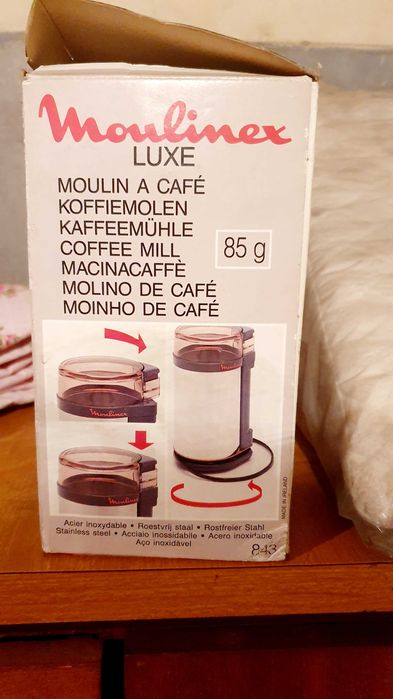 Moulinex
LUXE
MOULIN A CAFÉ
KOFFIEMOLEN
KAFFEEMÜHLE
COFFEE MILL
MACINACAFFÈ
MOLINO DE CAFÉ
MOINHO DE CAFÉ
85 g
Moulinex
Moulinex
Moulinex
MADE IN IRELAND
Acier inoxydable • Roestvrij staal • Rostfreier Stahl
Stainless steel • Acciaio inossidabile • Acero inoxidable
Aço inoxidável
843